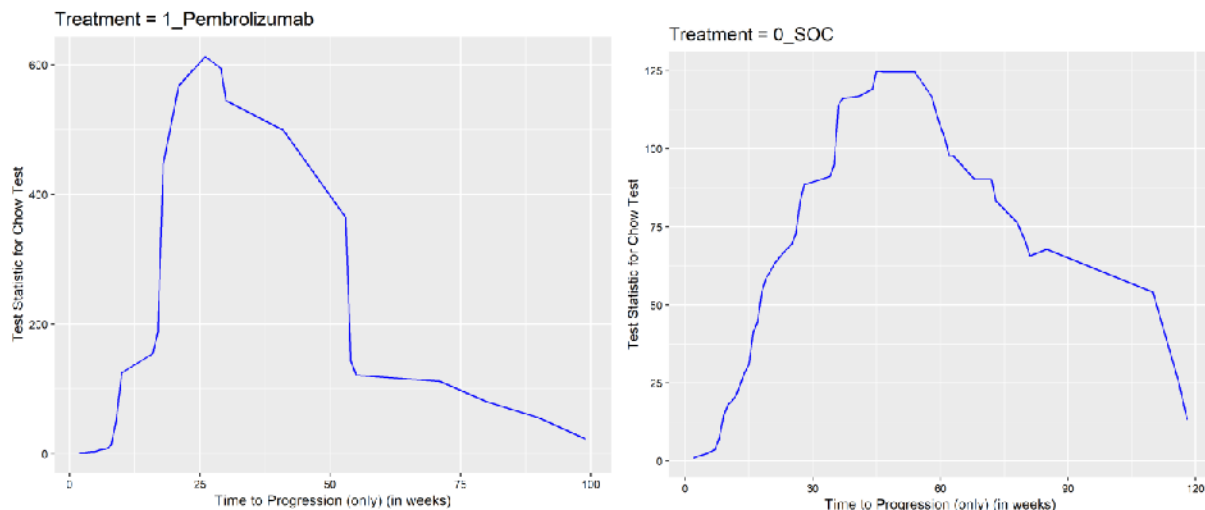 Treatment = 1_Pembrolizumab
600
400
200
0
Test Statistic for Chow Test
0 25 50 75 100
Time to Progression (only) (in weeks)
Treatment = 0_SOC
125
100
75
50
25
0
Test Statistic for Chow Test
0 30 60 90 120
Time to Progression (only) (in weeks)